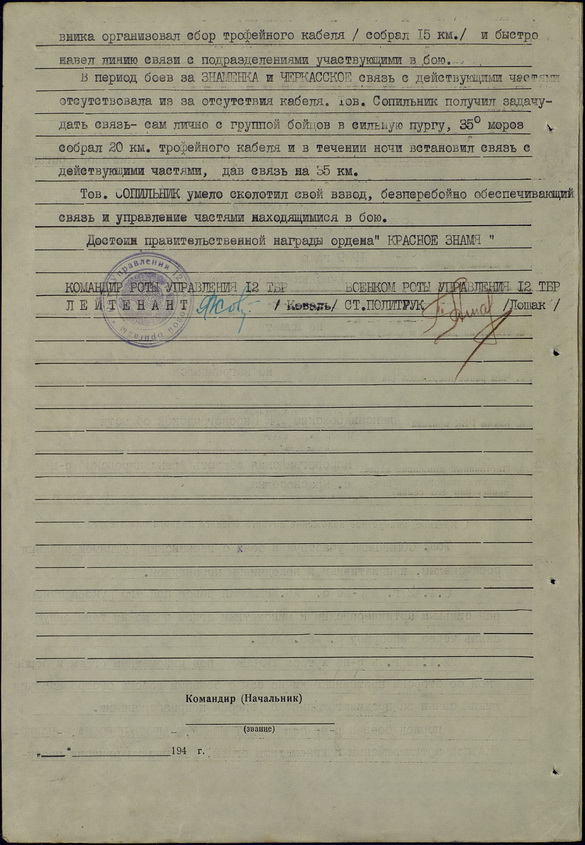 вника организовал сбор трофейного кабеля / собрал 15 км./ и быстро
навел линию связи с подразделениями участвующими в бою.
В период боев за ЗНАМЕНКА и ЧЕРКАССКОЕ связь с действующими частями
отсутствовала из за отсутствия кабеля. Тов. Сопильник получил задачу-
дать связь- сам лично с группой бойцов в сильную пургу, 35° мороз
собрал 20 км. трофейного кабеля и в течении ночи встановил связь с
действующими частями, дав связь на 35 км.
Тов. СОПИЛЬНИК умело сколотил свой взвод, безперебойно обеспечивающий
связь и управление частями находящимися в бою.
Достоин правительственной награды ордена" КРАСНОЕ ЗНАМЯ "
КОМАНДИР РОТЫ УПРАВЛЕНИЯ 12 ТБР ВОЕНКОМ РОТЫ УПРАВЛЕНИЯ 12 ТБР
ЛЕЙТЕНАНТ / Коваль/ СТ.ПОЛИТРУК /Лошак /
Командир (Начальник)
(звание)
„ " 194 г.